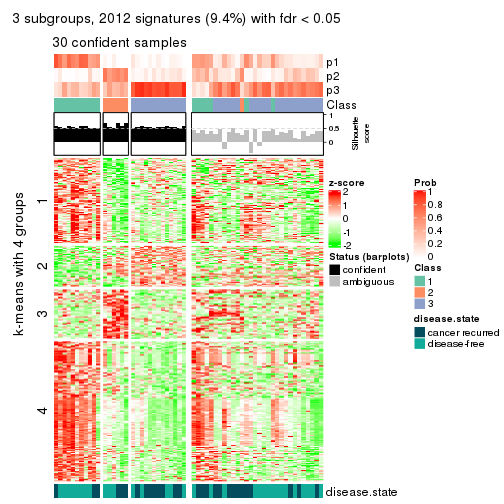 3 subgroups, 2012 signatures (9.4%) with fdr < 0.05
30 confident samples
p1
p2
p3
Class
1
0.5
0
Silhouette
score
k-means with 4 groups
1
2
3
4
z-score
2
1
0
-1
-2
Status (barplots)
confident
ambiguous
Prob
1
0.8
0.6
0.4
0.2
0
Class
1
2
3
disease.state
cancer recurred
disease-free
disease.state